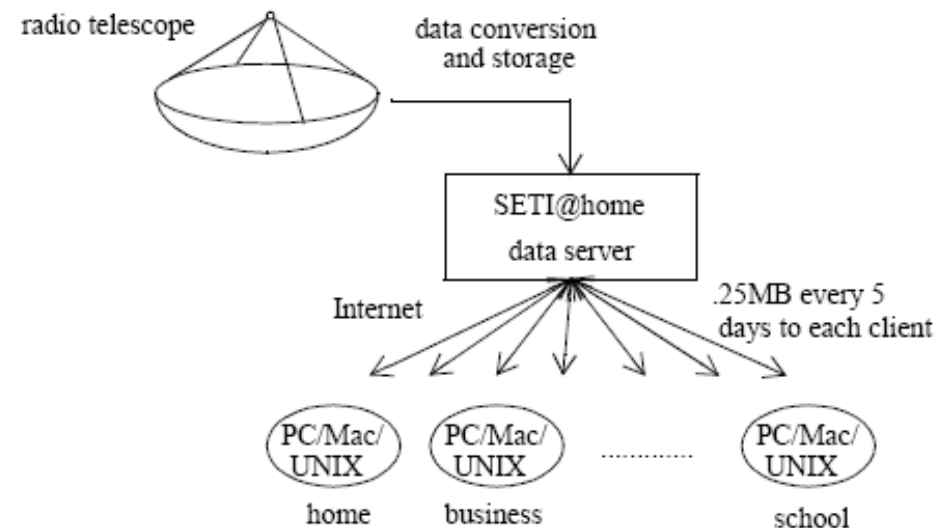 radio telescope
data conversion
and storage
SETI@home
data server
Internet
.25MB every 5
days to each client
PC/Mac/
UNIX
PC/Mac/
UNIX
..............
PC/Mac/
UNIX
home
business
school